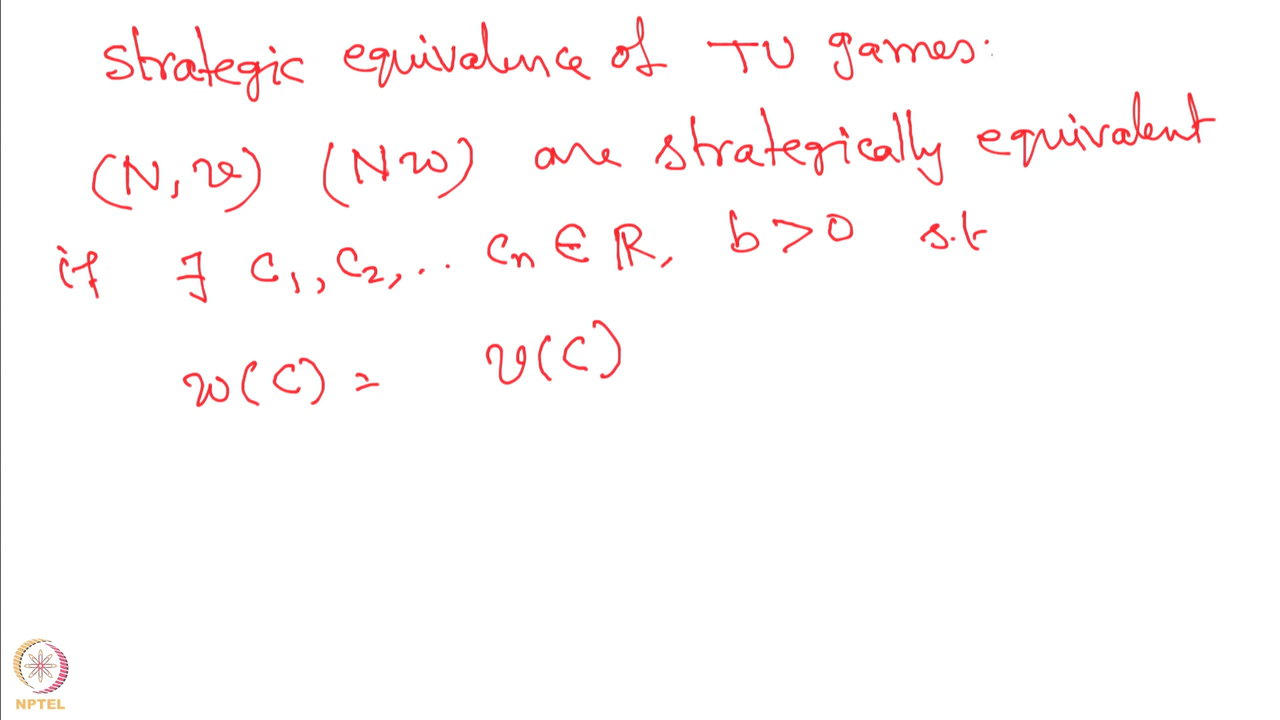 strategic equivalence of TU games.
(N, v) (N w) are strategically equivalent
if ∃ c₁, c₂, .. cₙ ∈ ℝ, b > 0 s.t
w(C) = v(C)
NPTEL